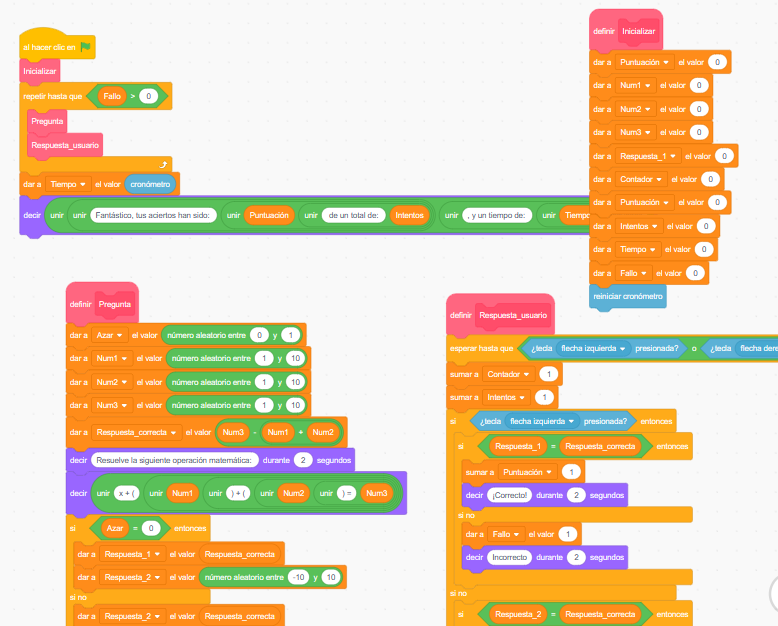 al hacer clic en
Inicializar
repetir hasta que Fallo > 0
Pregunta
Respuesta_usuario
dar a Tiempo el valor cronómetro
decir unir unir Fantástico, tus aciertos han sido: unir Puntuación unir de un total de: Intentos unir , y un tiempo de: unir Tiempo
definir Inicializar
dar a Puntuación el valor 0
dar a Num1 el valor 0
dar a Num2 el valor 0
dar a Num3 el valor 0
dar a Respuesta_1 el valor 0
dar a Contador el valor 0
dar a Puntuación el valor 0
dar a Intentos el valor 0
dar a Tiempo el valor 0
dar a Fallo el valor 0
reiniciar cronómetro
definir Pregunta
dar a Azar el valor número aleatorio entre 0 y 1
dar a Num1 el valor número aleatorio entre 1 y 10
dar a Num2 el valor número aleatorio entre 1 y 10
dar a Num3 el valor número aleatorio entre 1 y 10
dar a Respuesta_correcta el valor Num3 - Num1 + Num2
decir Resuelve la siguiente operación matemática: durante 2 segundos
decir unir x + ( unir Num1 unir ) + ( unir Num2 unir ) = Num3
si Azar = 0 entonces
dar a Respuesta_1 el valor Respuesta_correcta
dar a Respuesta_2 el valor número aleatorio entre -10 y 10
si no
dar a Respuesta_2 el valor Respuesta_correcta
definir Respuesta_usuario
esperar hasta que ¿tecla flecha izquierda presionada? o ¿tecla flecha dere
sumar a Contador 1
sumar a Intentos 1
si ¿tecla flecha izquierda presionada? entonces
si Respuesta_1 = Respuesta_correcta entonces
sumar a Puntuación 1
decir ¡Correcto! durante 2 segundos
si no
dar a Fallo el valor 1
decir Incorrecto durante 2 segundos
si no
si Respuesta_2 = Respuesta_correcta entonces